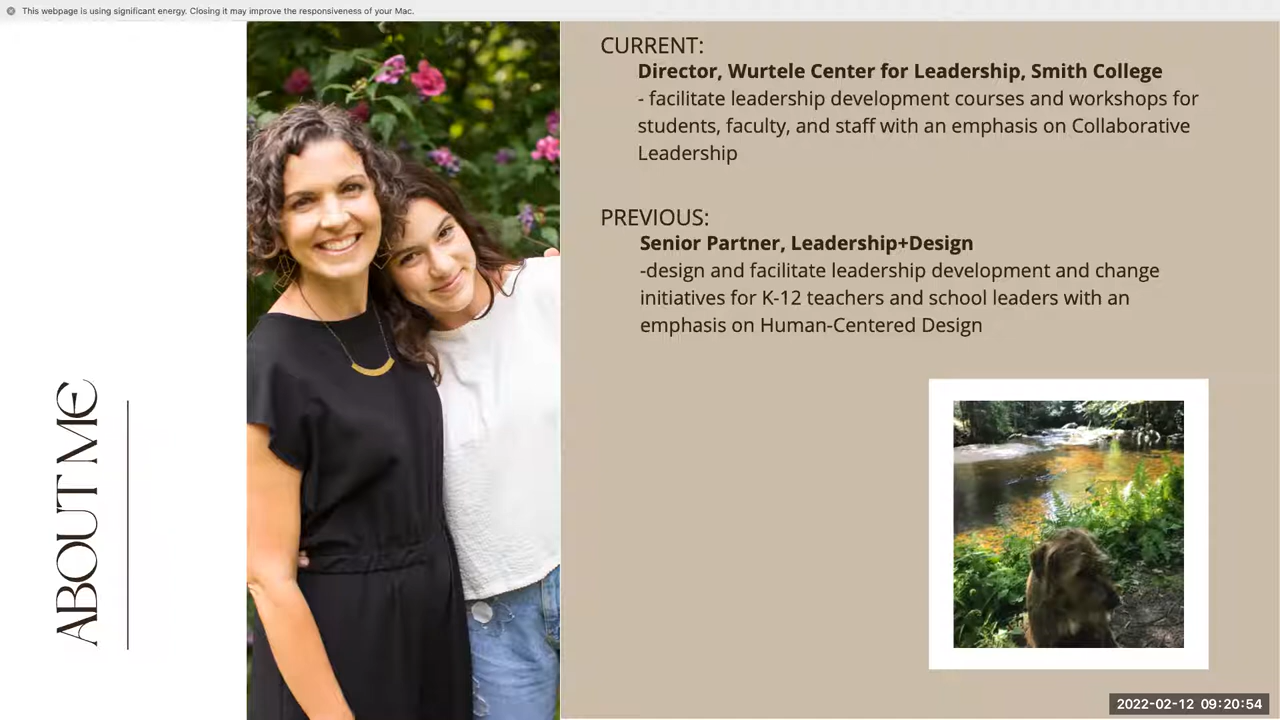 This webpage is using significant energy. Closing it may improve the responsiveness of your Mac.
ABOUT ME
CURRENT:
Director, Wurtele Center for Leadership, Smith College
- facilitate leadership development courses and workshops for
students, faculty, and staff with an emphasis on Collaborative
Leadership
PREVIOUS:
Senior Partner, Leadership+Design
-design and facilitate leadership development and change
initiatives for K-12 teachers and school leaders with an
emphasis on Human-Centered Design
2022-02-12 09:20:54